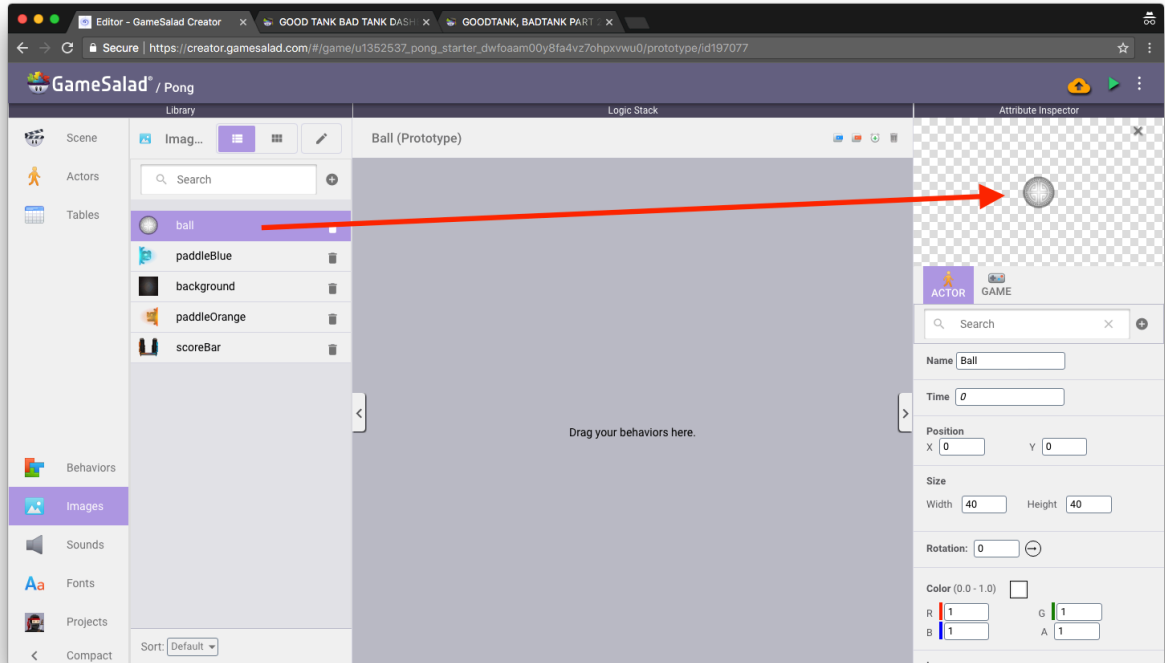 Editor - GameSalad Creator
GOOD TANK BAD TANK DASH
GOODTANK, BADTANK PART 2
Secure | https://creator.gamesalad.com/#/game/u1352537_pong_starter_dwfoaam00y8fa4vz7ohpxvwu0/prototype/id197077
GameSalad® / Pong
Library
Logic Stack
Attribute Inspector
Scene
Imag...
Ball (Prototype)
Actors
Search
Tables
ball
paddleBlue
background
paddleOrange
scoreBar
ACTOR
GAME
Search
Name Ball
Time 0
Position
X 0 Y 0
Drag your behaviors here.
Size
Width 40 Height 40
Rotation: 0
Color (0.0 - 1.0)
R 1 G 1
B 1 A 1
Behaviors
Images
Sounds
Aa Fonts
Projects
Compact
Sort: Default